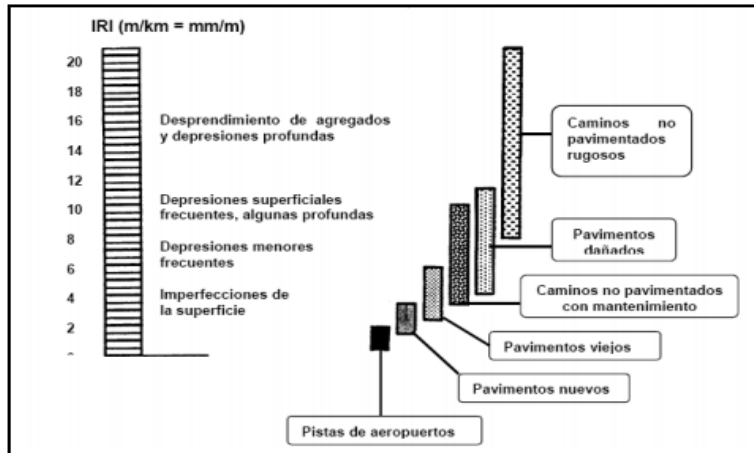 IRI (m/km = mm/m)
20
18
16
14
12
10
8
6
4
2
Desprendimiento de agregados
y depresiones profundas
Depresiones superficiales
frecuentes, algunas profundas
Depresiones menores
frecuentes
Imperfecciones de
la superficie
Caminos no
pavimentados
rugosos
Pavimentos
dañados
Caminos no pavimentados
con mantenimiento
Pavimentos viejos
Pavimentos nuevos
Pistas de aeropuertos